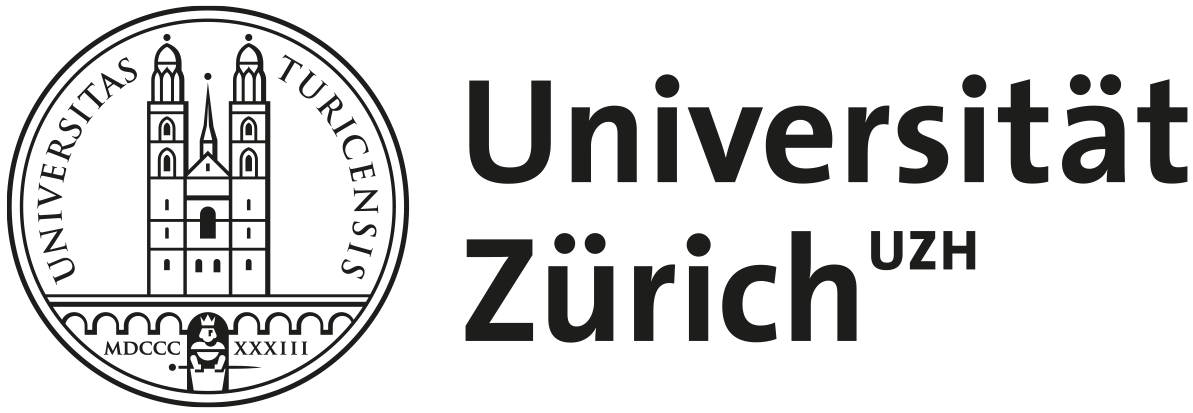 UNIVERSITAS TURICENSIS
MDCCC XXXIII
Universität
Zürich UZH